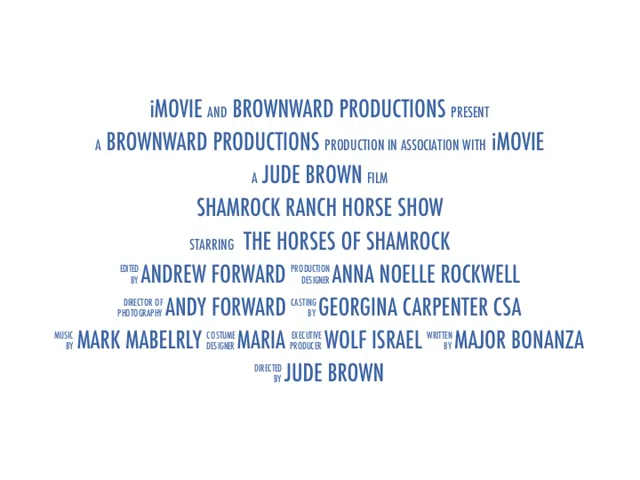 iMOVIE AND BROWNWARD PRODUCTIONS PRESENT
A BROWNWARD PRODUCTIONS PRODUCTION IN ASSOCIATION WITH iMOVIE
A JUDE BROWN FILM
SHAMROCK RANCH HORSE SHOW
STARRING THE HORSES OF SHAMROCK
EDITED BY ANDREW FORWARD PRODUCTION DESIGNER ANNA NOELLE ROCKWELL
DIRECTOR OF PHOTOGRAPHY ANDY FORWARD CASTING BY GEORGINA CARPENTER CSA
MUSIC BY MARK MABELRLY COSTUME DESIGNER MARIA EXECUTIVE PRODUCER WOLF ISRAEL WRITTEN BY MAJOR BONANZA
DIRECTED BY JUDE BROWN